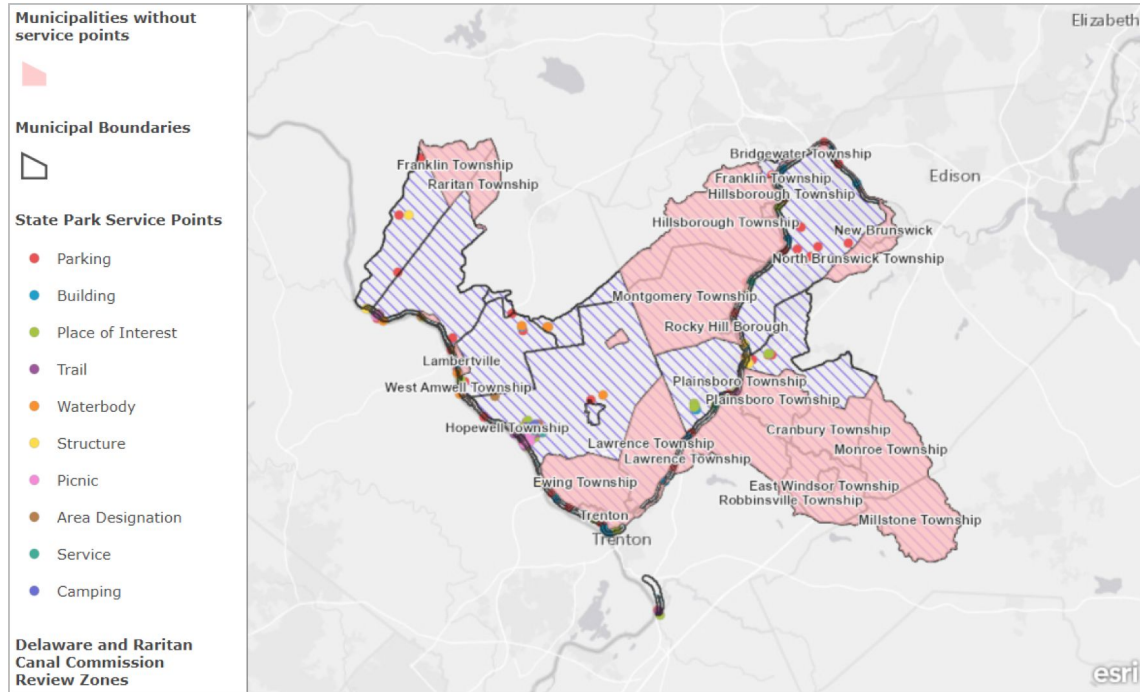 Municipalities without
service points
Municipal Boundaries
State Park Service Points
Parking
Building
Place of Interest
Trail
Waterbody
Structure
Picnic
Area Designation
Service
Camping
Delaware and Raritan
Canal Commission
Review Zones
Elizabeth
Bridgewater Township
Franklin Township
Raritan Township
Edison
Franklin Township
Hillsborough Township
Hillsborough Township
New Brunswick
North Brunswick Township
Montgomery Township
Rocky Hill Borough
Lambertville
West Amwell Township
Plainsboro Township
Plainsboro Township
Hopewell Township
Cranbury Township
Lawrence Township
Monroe Township
Lawrence Township
Ewing Township
East Windsor Township
Robbinsville Township
Trenton
Millstone Township
Trenton
esri